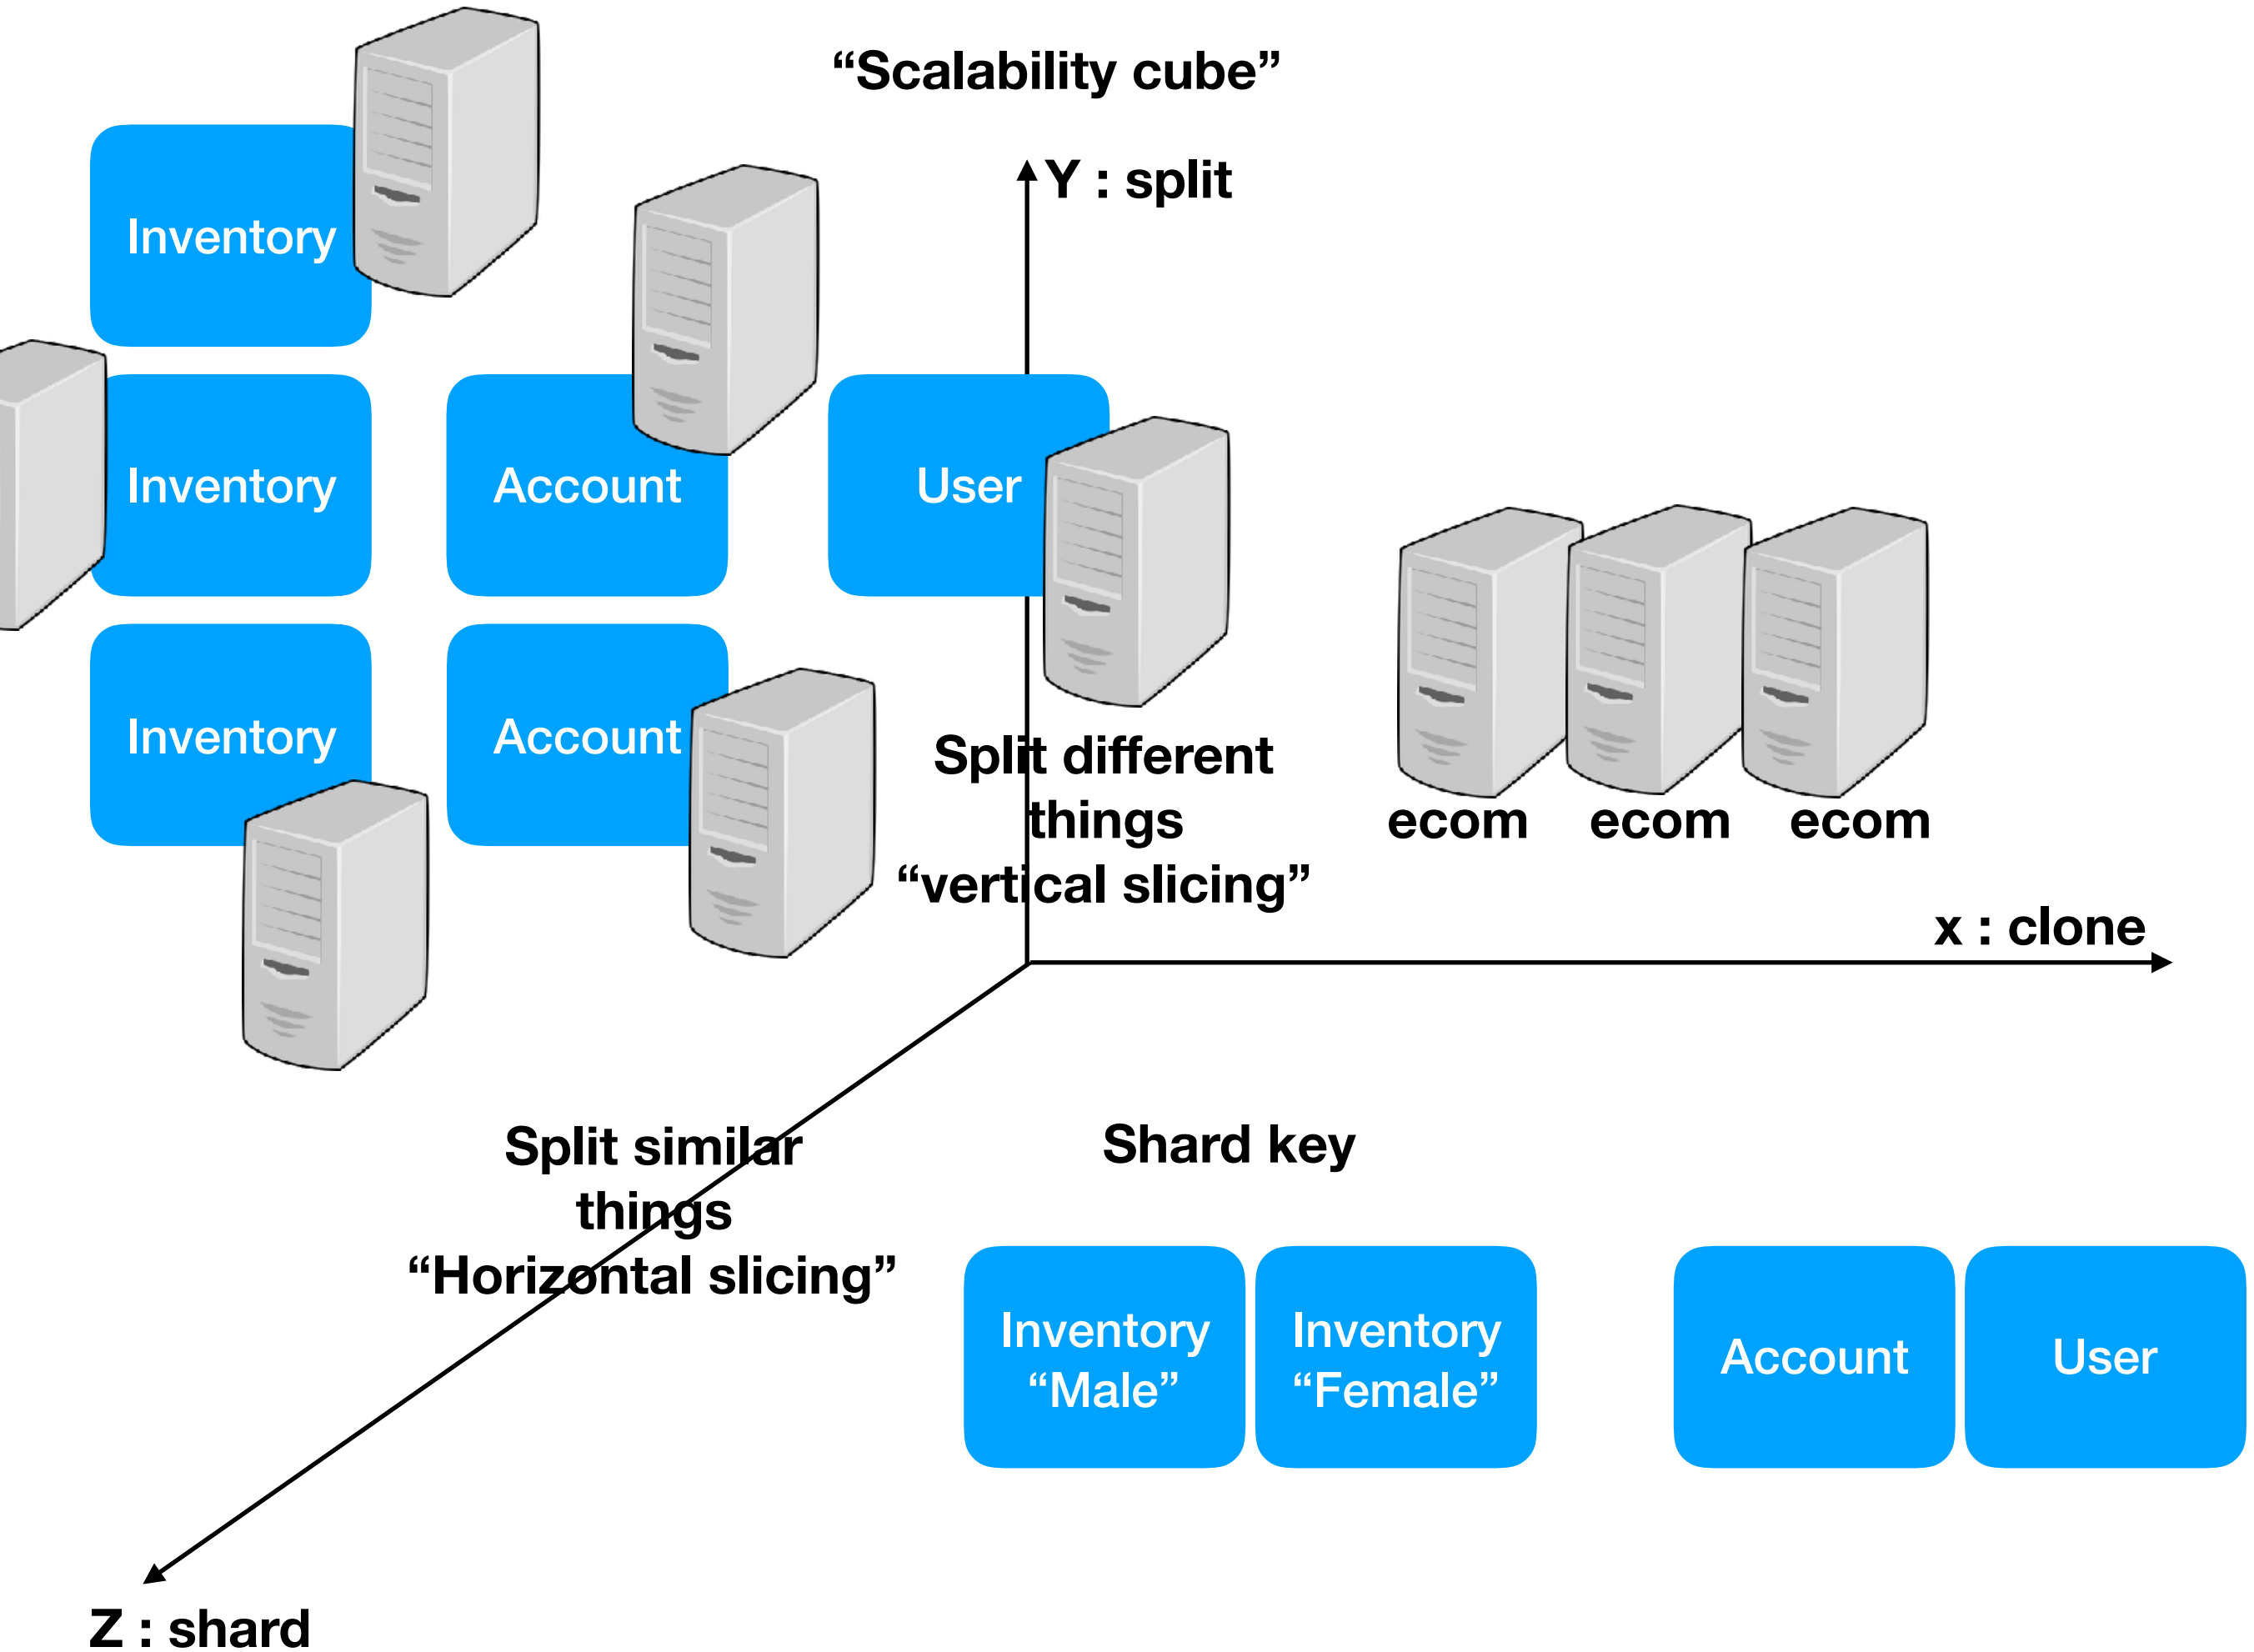 “Scalability cube”
Y : split
Inventory
Inventory
Account
User
Inventory
Account
Split different
things
“vertical slicing”
ecom
ecom
ecom
x : clone
Split similar
things
“Horizontal slicing”
Shard key
Inventory
“Male”
Inventory
“Female”
Account
User
Z : shard